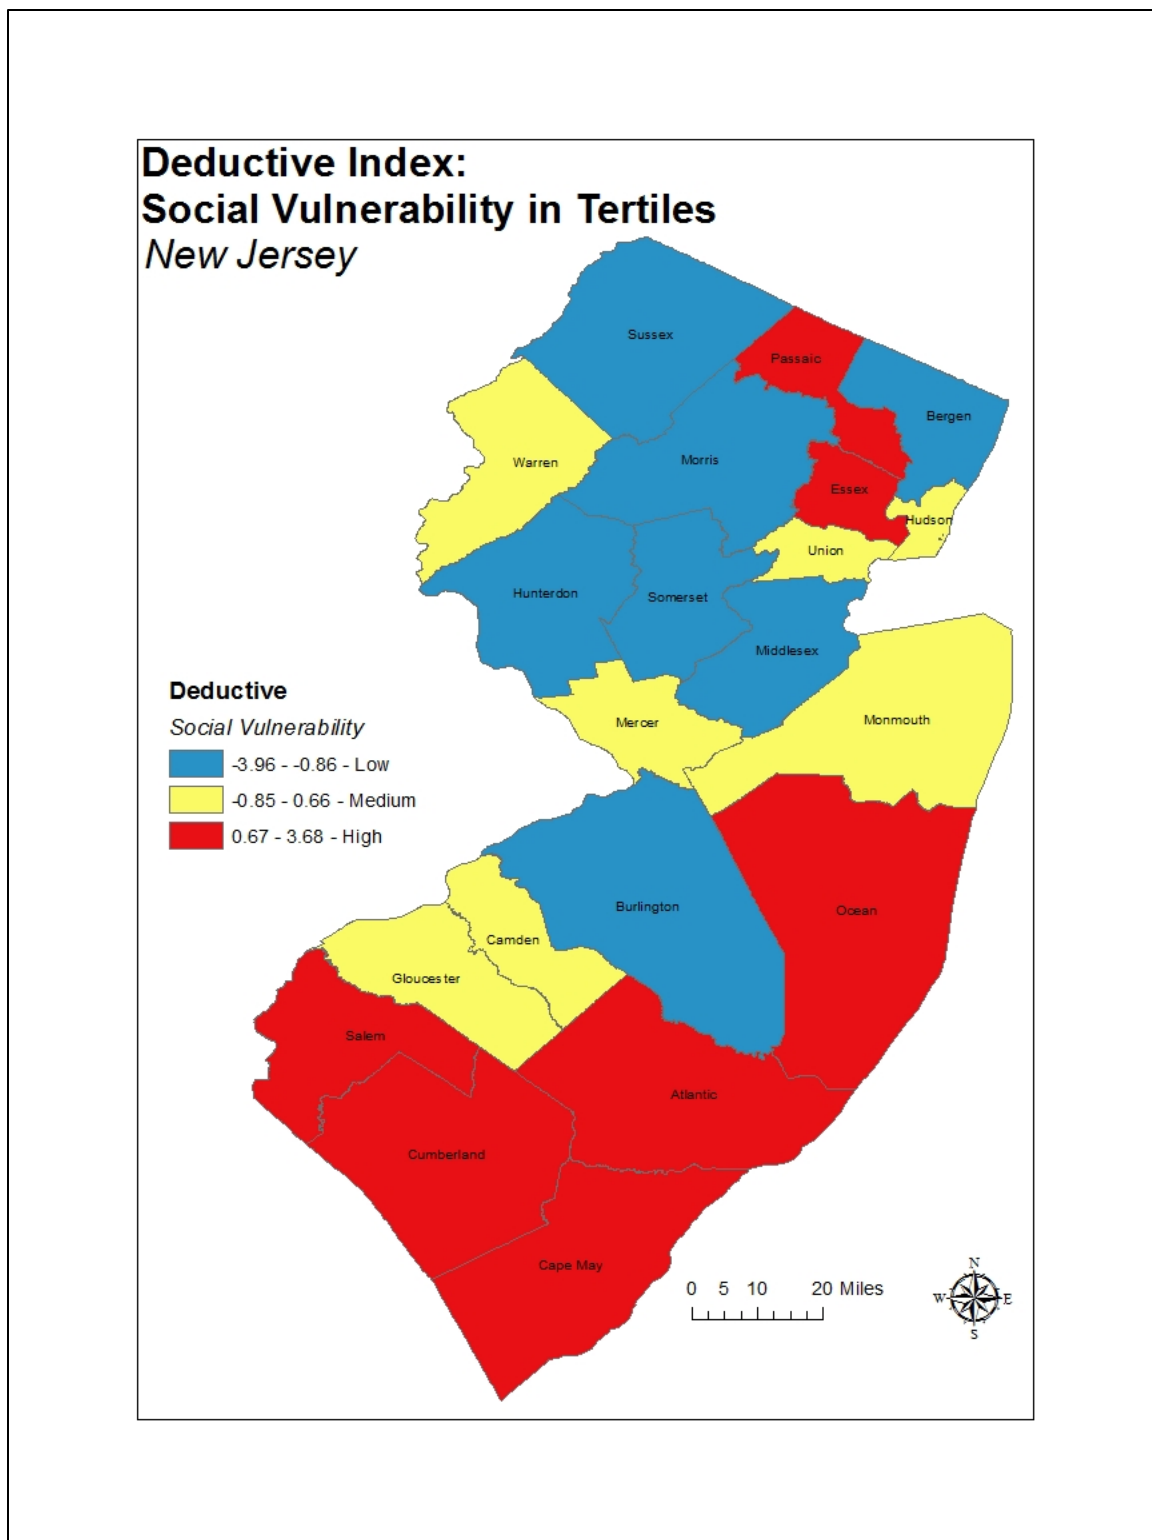 Deductive Index:
Social Vulnerability in Tertiles
New Jersey
Sussex
Passaic
Bergen
Warren
Morris
Essex
Hudson
Union
Hunterdon
Somerset
Middlesex
Deductive
Social Vulnerability
-3.96 - -0.86 - Low
-0.85 - 0.66 - Medium
0.67 - 3.68 - High
Mercer
Monmouth
Burlington
Ocean
Camden
Gloucester
Salem
Atlantic
Cumberland
Cape May
0 5 10 20 Miles
N
W E
S